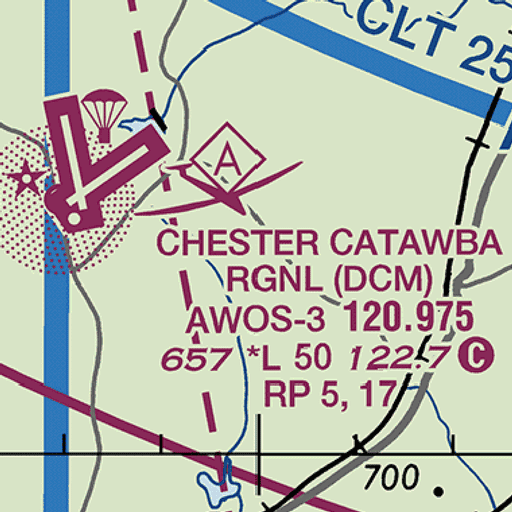 CLT 25
A
CHESTER CATAWBA
RGNL (DCM)
AWOS-3 120.975
657 *L 50 122.7 C
RP 5, 17
700